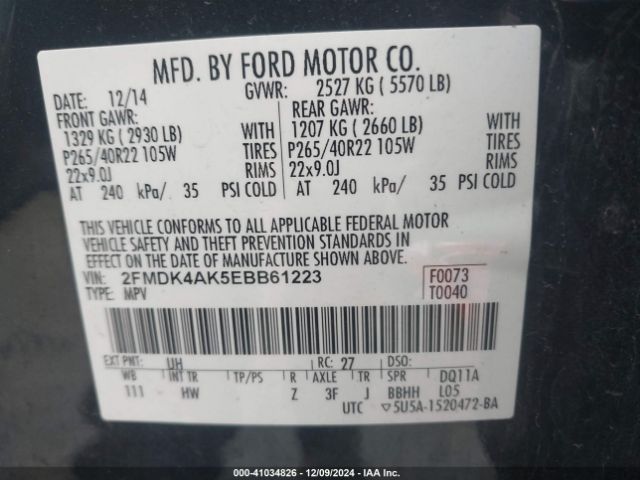 MFD. BY FORD MOTOR CO.
DATE: 12/14 GVWR: 2527 KG ( 5570 LB)
FRONT GAWR: REAR GAWR:
1329 KG ( 2930 LB) WITH 1207 KG ( 2660 LB) WITH
P265/40R22 105W TIRES P265/40R22 105W TIRES
22x9.0J RIMS 22x9.0J RIMS
AT 240 kPa/ 35 PSI COLD AT 240 kPa/ 35 PSI COLD
THIS VEHICLE CONFORMS TO ALL APPLICABLE FEDERAL MOTOR
VEHICLE SAFETY AND THEFT PREVENTION STANDARDS IN
EFFECT ON THE DATE OF MANUFACTURE SHOWN ABOVE.
VIN: 2FMDK4AK5EBB61223 F0073
TYPE: MPV T0040
EXT PNT: UH RC: 27 DSO:
WB INT TR TP/PS R AXLE TR SPR DQ11A
111 HW Z 3F J BBHH L05
UTC ▽5U5A-1520472-BA
000-41034826 - 12/09/2024 - IAA Inc.